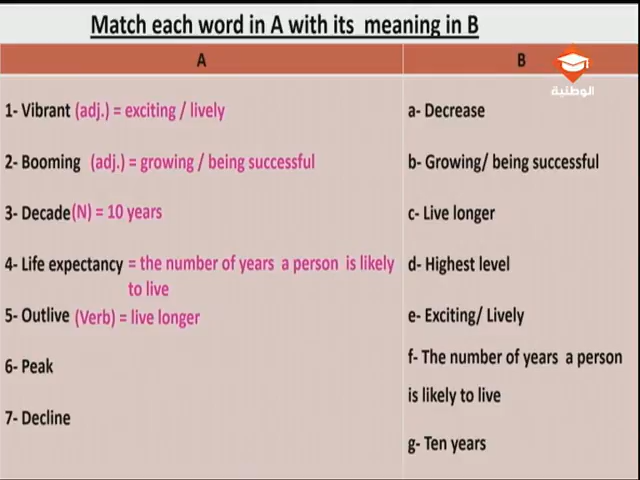 Match each word in A with its meaning in B
A
B
الوطنية
1- Vibrant (adj.) = exciting / lively
a- Decrease
2- Booming (adj.) = growing / being successful
b- Growing/ being successful
3- Decade (N) = 10 years
c- Live longer
4- Life expectancy = the number of years a person is likely
to live
d- Highest level
5- Outlive (Verb) = live longer
e- Exciting/ Lively
6- Peak
f- The number of years a person
is likely to live
7- Decline
g- Ten years